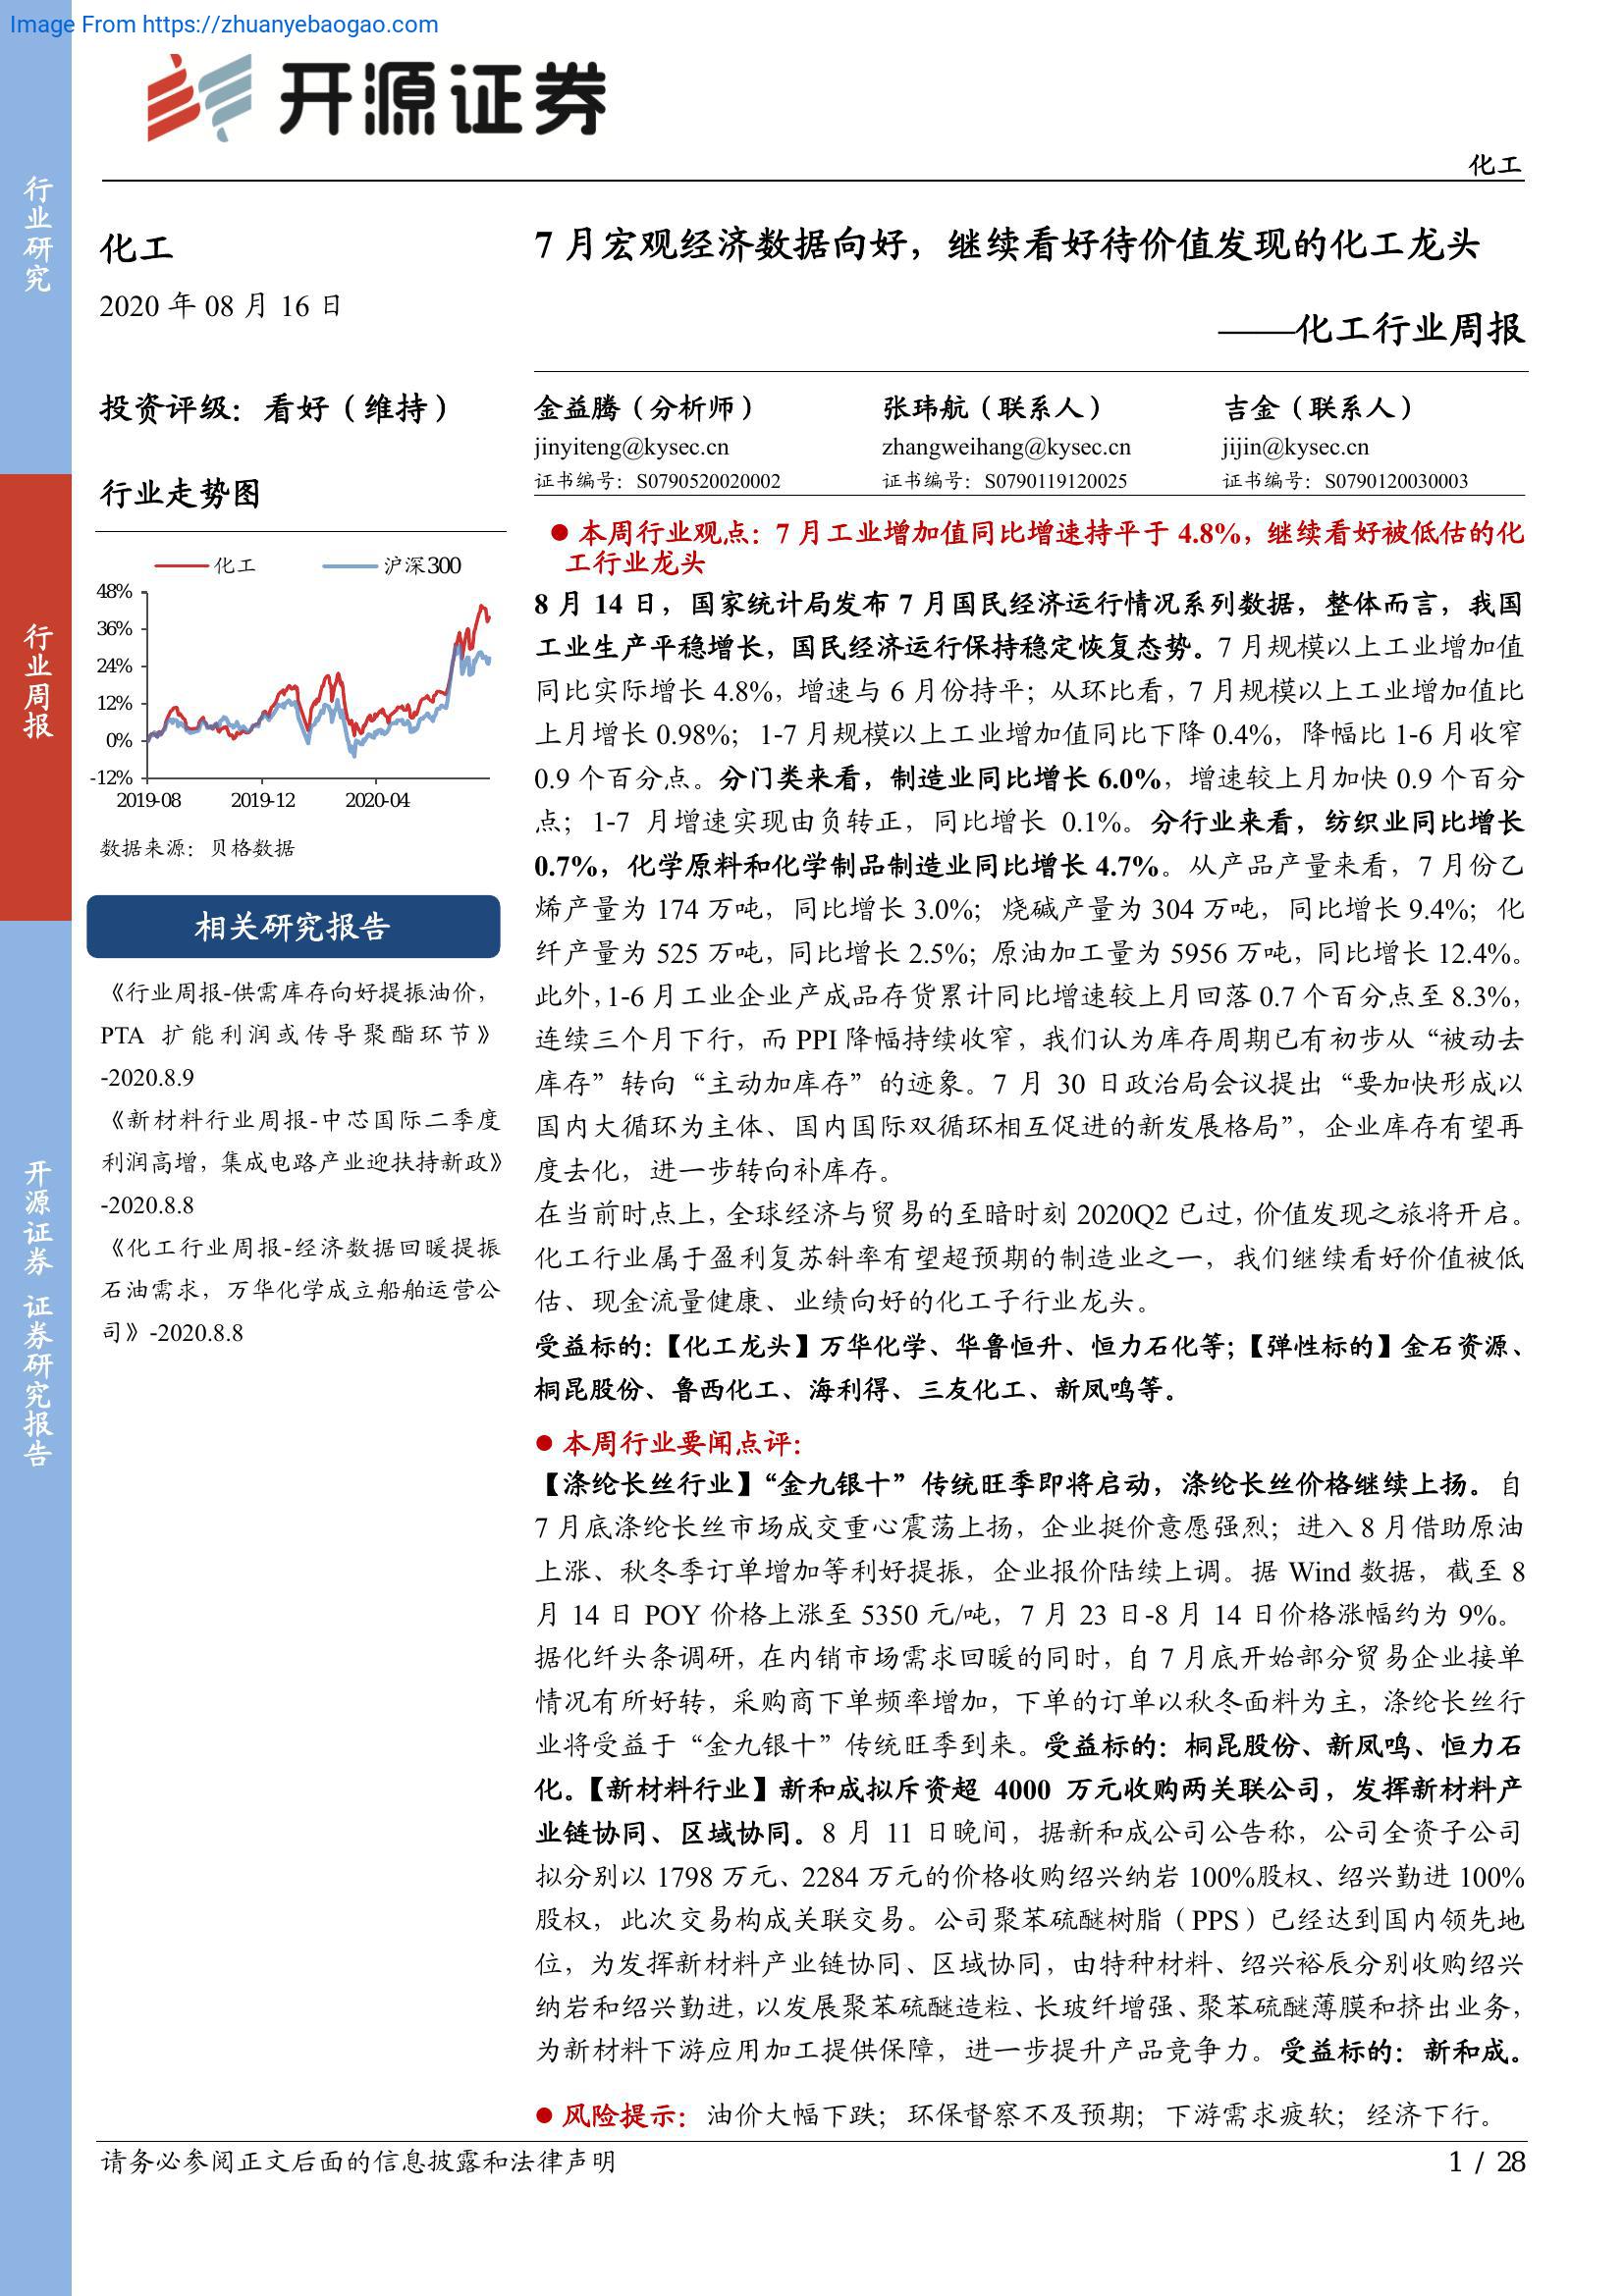 Image From https://zhuanyebaogao.com
开源证券
化工
行业研究
行业周报
开源证券 证券研究报告
化工
2020 年 08 月 16 日
投资评级：看好（维持）
行业走势图
化工 沪深300
48%
36%
24%
12%
0%
-12%
2019-08 2019-12 2020-04
数据来源：贝格数据
相关研究报告
《行业周报-供需库存向好提振油价，
PTA 扩能利润或传导聚酯环节》
-2020.8.9
《新材料行业周报-中芯国际二季度
利润高增，集成电路产业迎扶持新政》
-2020.8.8
《化工行业周报-经济数据回暖提振
石油需求，万华化学成立船舶运营公
司》-2020.8.8
7 月宏观经济数据向好，继续看好待价值发现的化工龙头
——化工行业周报
金益腾（分析师） 张玮航（联系人） 吉金（联系人）
jinyiteng@kysec.cn zhangweihang@kysec.cn jijin@kysec.cn
证书编号：S0790520020002 证书编号：S0790119120025 证书编号：S0790120030003
● 本周行业观点：7 月工业增加值同比增速持平于 4.8%，继续看好被低估的化
工行业龙头
8 月 14 日，国家统计局发布 7 月国民经济运行情况系列数据，整体而言，我国
工业生产平稳增长，国民经济运行保持稳定恢复态势。7 月规模以上工业增加值
同比实际增长 4.8%，增速与 6 月份持平；从环比看，7 月规模以上工业增加值比
上月增长 0.98%；1-7 月规模以上工业增加值同比下降 0.4%，降幅比 1-6 月收窄
0.9 个百分点。分门类来看，制造业同比增长 6.0%，增速较上月加快 0.9 个百分
点；1-7 月增速实现由负转正，同比增长 0.1%。分行业来看，纺织业同比增长
0.7%，化学原料和化学制品制造业同比增长 4.7%。从产品产量来看，7 月份乙
烯产量为 174 万吨，同比增长 3.0%；烧碱产量为 304 万吨，同比增长 9.4%；化
纤产量为 525 万吨，同比增长 2.5%；原油加工量为 5956 万吨，同比增长 12.4%。
此外，1-6 月工业企业产成品存货累计同比增速较上月回落 0.7 个百分点至 8.3%，
连续三个月下行，而 PPI 降幅持续收窄，我们认为库存周期已有初步从“被动去
库存”转向“主动加库存”的迹象。7 月 30 日政治局会议提出“要加快形成以
国内大循环为主体、国内国际双循环相互促进的新发展格局”，企业库存有望再
度去化，进一步转向补库存。
在当前时点上，全球经济与贸易的至暗时刻 2020Q2 已过，价值发现之旅将开启。
化工行业属于盈利复苏斜率有望超预期的制造业之一，我们继续看好价值被低
估、现金流量健康、业绩向好的化工子行业龙头。
受益标的：【化工龙头】万华化学、华鲁恒升、恒力石化等；【弹性标的】金石资源、
桐昆股份、鲁西化工、海利得、三友化工、新凤鸣等。
● 本周行业要闻点评：
【涤纶长丝行业】“金九银十”传统旺季即将启动，涤纶长丝价格继续上扬。自
7 月底涤纶长丝市场成交重心震荡上扬，企业挺价意愿强烈；进入 8 月借助原油
上涨、秋冬季订单增加等利好提振，企业报价陆续上调。据 Wind 数据，截至 8
月 14 日 POY 价格上涨至 5350 元/吨，7 月 23 日-8 月 14 日价格涨幅约为 9%。
据化纤头条调研，在内销市场需求回暖的同时，自 7 月底开始部分贸易企业接单
情况有所好转，采购商下单频率增加，下单的订单以秋冬面料为主，涤纶长丝行
业将受益于“金九银十”传统旺季到来。受益标的：桐昆股份、新凤鸣、恒力石
化。【新材料行业】新和成拟斥资超 4000 万元收购两关联公司，发挥新材料产
业链协同、区域协同。8 月 11 日晚间，据新和成公司公告称，公司全资子公司
拟分别以 1798 万元、2284 万元的价格收购绍兴纳岩 100%股权、绍兴勤进 100%
股权，此次交易构成关联交易。公司聚苯硫醚树脂（PPS）已经达到国内领先地
位，为发挥新材料产业链协同、区域协同，由特种材料、绍兴裕辰分别收购绍兴
纳岩和绍兴勤进，以发展聚苯硫醚造粒、长玻纤增强、聚苯硫醚薄膜和挤出业务，
为新材料下游应用加工提供保障，进一步提升产品竞争力。受益标的：新和成。
● 风险提示：油价大幅下跌；环保督察不及预期；下游需求疲软；经济下行。
请务必参阅正文后面的信息披露和法律声明
1 / 28